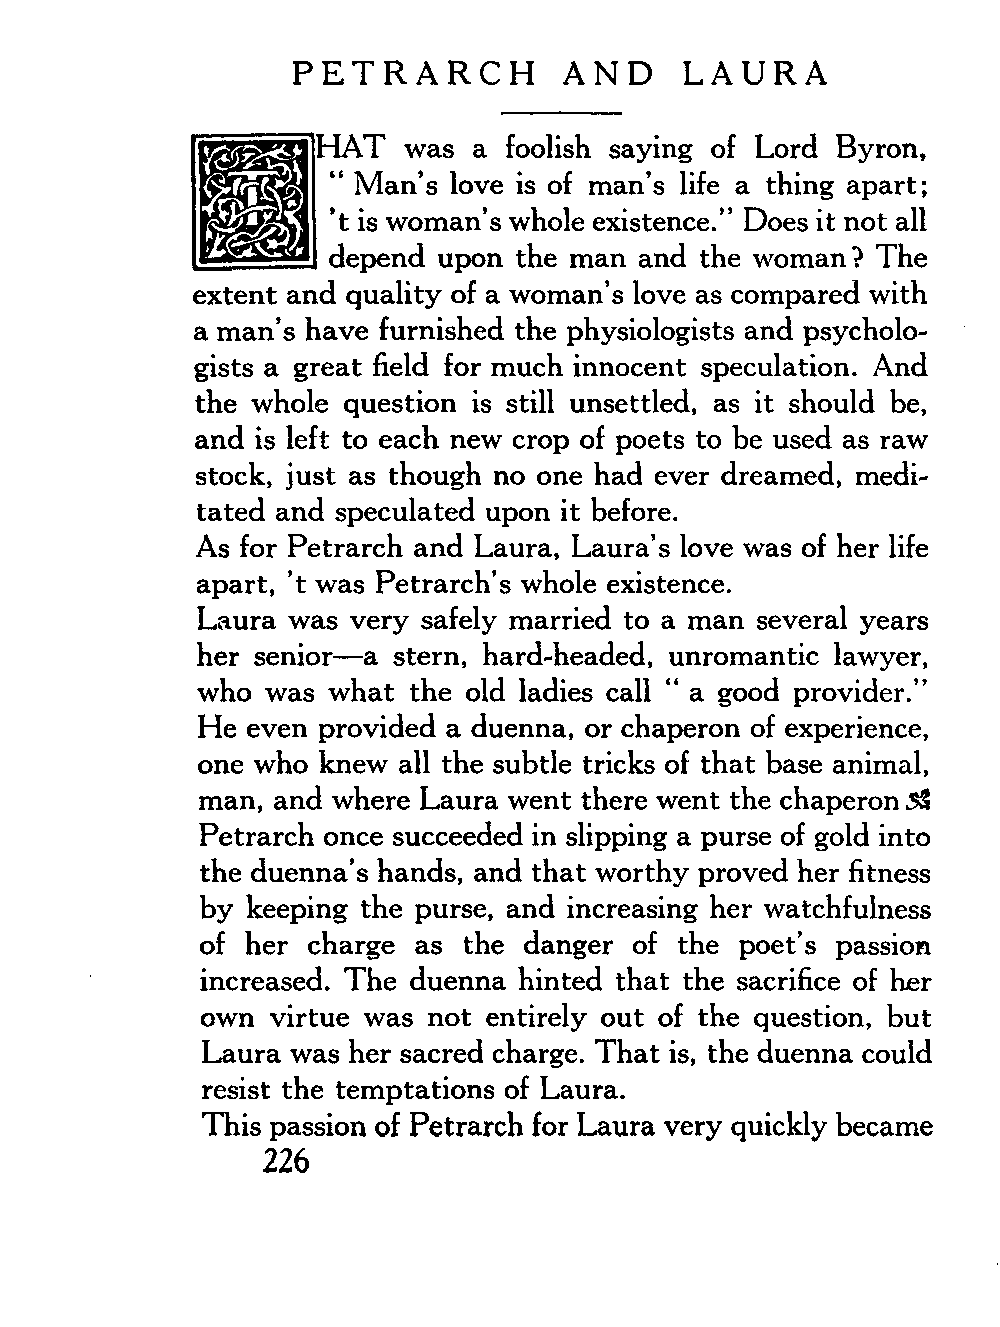 PETRARCH AND LAURA
THAT was a foolish saying of Lord Byron,
“ Man’s love is of man’s life a thing apart;
’t is woman’s whole existence.” Does it not all
depend upon the man and the woman? The
extent and quality of a woman’s love as compared with
a man’s have furnished the physiologists and psycholo-
gists a great field for much innocent speculation. And
the whole question is still unsettled, as it should be,
and is left to each new crop of poets to be used as raw
stock, just as though no one had ever dreamed, medi-
tated and speculated upon it before.
As for Petrarch and Laura, Laura’s love was of her life
apart, ’t was Petrarch’s whole existence.
Laura was very safely married to a man several years
her senior—a stern, hard-headed, unromantic lawyer,
who was what the old ladies call “ a good provider.”
He even provided a duenna, or chaperon of experience,
one who knew all the subtle tricks of that base animal,
man, and where Laura went there went the chaperon
Petrarch once succeeded in slipping a purse of gold into
the duenna’s hands, and that worthy proved her fitness
by keeping the purse, and increasing her watchfulness
of her charge as the danger of the poet’s passion
increased. The duenna hinted that the sacrifice of her
own virtue was not entirely out of the question, but
Laura was her sacred charge. That is, the duenna could
resist the temptations of Laura.
This passion of Petrarch for Laura very quickly became
226